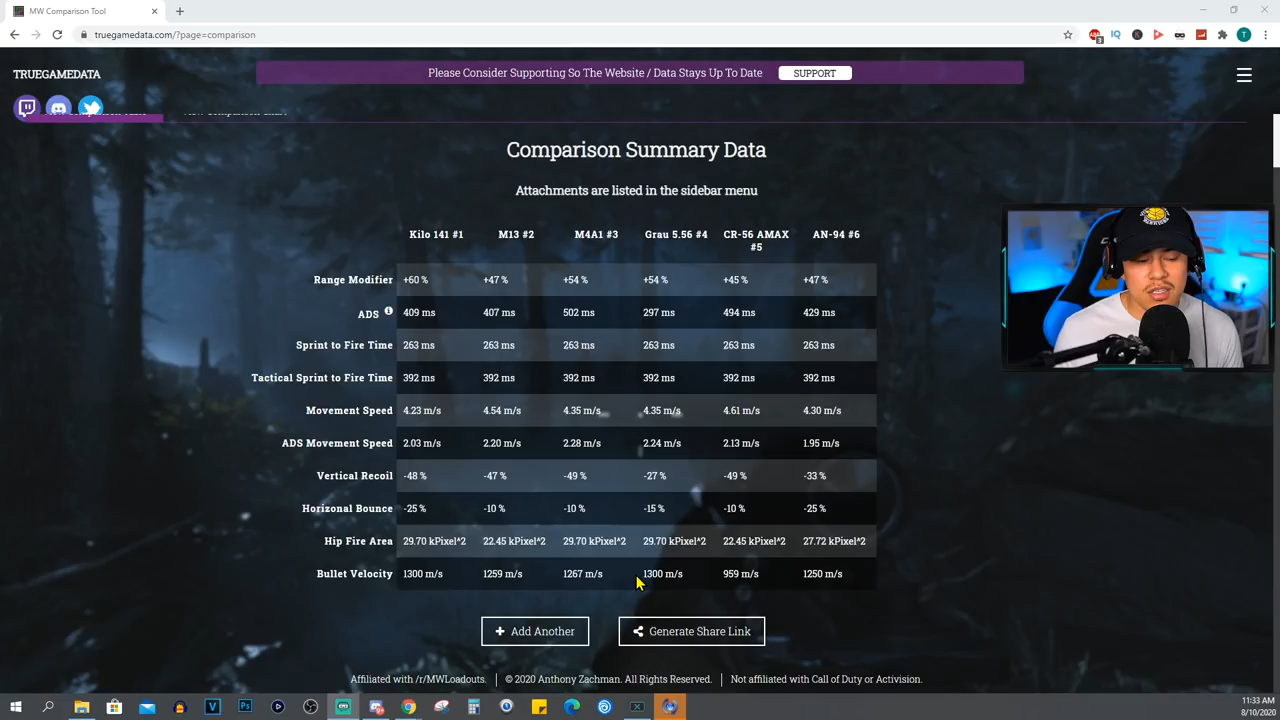 MW Comparison Tool
truegamedata.com/?page=comparison
TRUEGAMEDATA
Please Consider Supporting So The Website / Data Stays Up To Date
SUPPORT
Comparison Summary Data
Attachments are listed in the sidebar menu
Kilo 141 #1 M13 #2 M4A1 #3 Grau 5.56 #4 CR-56 AMAX #5 AN-94 #6
Range Modifier +60 % +47 % +54 % +54 % +45 % +47 %
ADS 409 ms 407 ms 502 ms 297 ms 494 ms 429 ms
Sprint to Fire Time 263 ms 263 ms 263 ms 263 ms 263 ms 263 ms
Tactical Sprint to Fire Time 392 ms 392 ms 392 ms 392 ms 392 ms 392 ms
Movement Speed 4.23 m/s 4.54 m/s 4.35 m/s 4.35 m/s 4.61 m/s 4.30 m/s
ADS Movement Speed 2.03 m/s 2.20 m/s 2.28 m/s 2.24 m/s 2.13 m/s 1.95 m/s
Vertical Recoil -48 % -47 % -49 % -27 % -49 % -33 %
Horizonal Bounce -25 % -10 % -10 % -15 % -10 % -25 %
Hip Fire Area 29.70 kPixel^2 22.45 kPixel^2 29.70 kPixel^2 29.70 kPixel^2 22.45 kPixel^2 27.72 kPixel^2
Bullet Velocity 1300 m/s 1259 m/s 1267 m/s 1300 m/s 959 m/s 1250 m/s
+ Add Another
Generate Share Link
Affiliated with /r/MWLoadouts. | © 2020 Anthony Zachman. All Rights Reserved. | Not affiliated with Call of Duty or Activision.
11:33 AM
8/10/2020